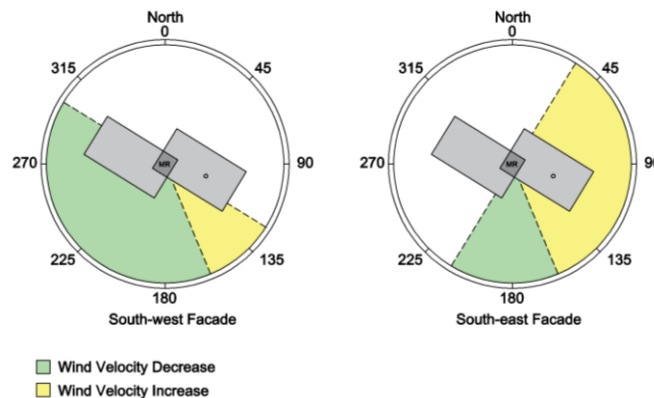 North
0
45
90
135
180
225
270
315
MR
South-west Facade
North
0
45
90
135
180
225
270
315
MR
South-east Facade
Wind Velocity Decrease
Wind Velocity Increase